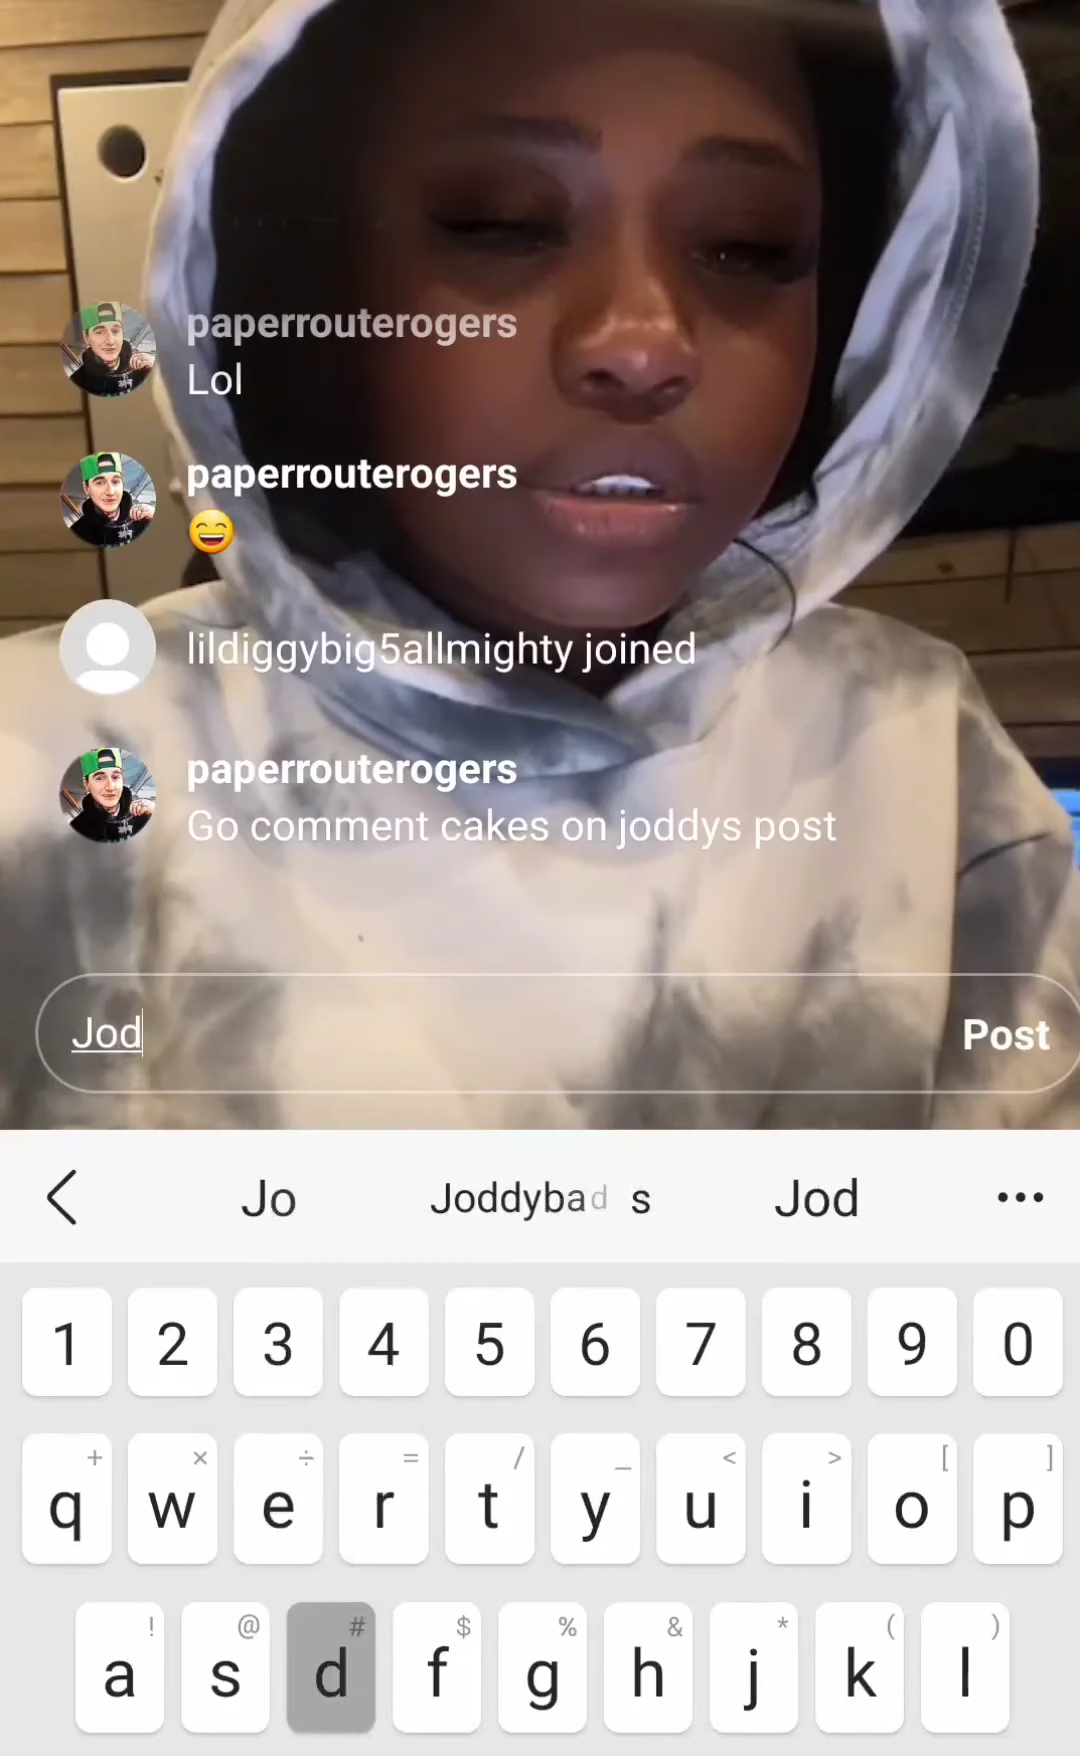 paperrouterogers
Lol
paperrouterogers
lildiggybig5allmighty joined
paperrouterogers
Go comment cakes on joddys post
Jod
Post
Jo
Joddybad s
Jod
1 2 3 4 5 6 7 8 9 0
+ × ÷ = / _ < > [ ]
q w e r t y u i o p
! @ # $ % & * ( )
a s d f g h j k l